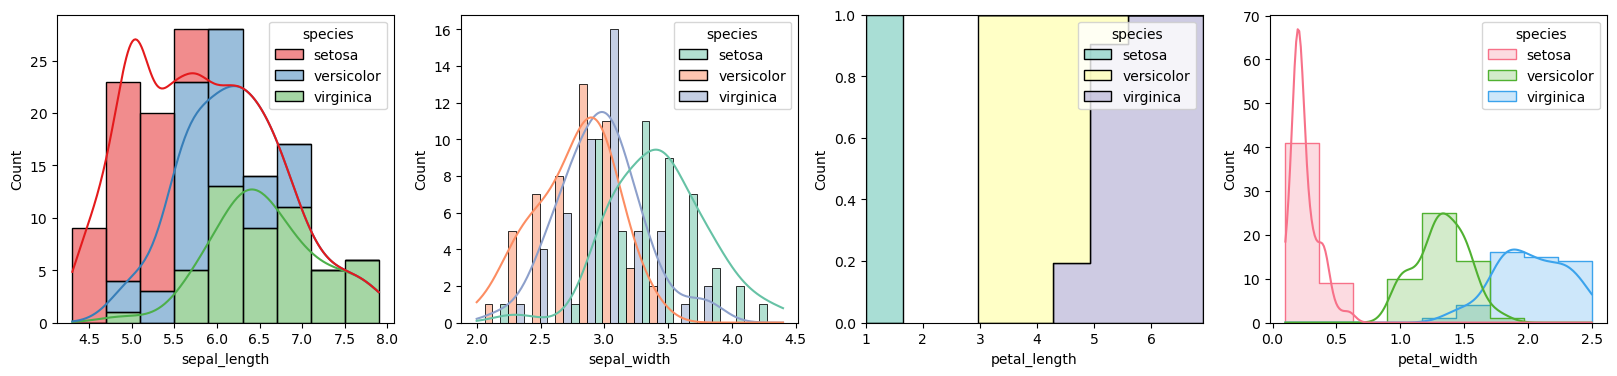 species
setosa
versicolor
virginica
Count
25
20
15
10
5
0
4.5 5.0 5.5 6.0 6.5 7.0 7.5 8.0
sepal_length
species
setosa
versicolor
virginica
Count
16
14
12
10
8
6
4
2
0
2.0 2.5 3.0 3.5 4.0 4.5
sepal_width
species
setosa
versicolor
virginica
Count
1.0
0.8
0.6
0.4
0.2
0.0
1 2 3 4 5 6
petal_length
species
setosa
versicolor
virginica
Count
70
60
50
40
30
20
10
0
0.0 0.5 1.0 1.5 2.0 2.5
petal_width